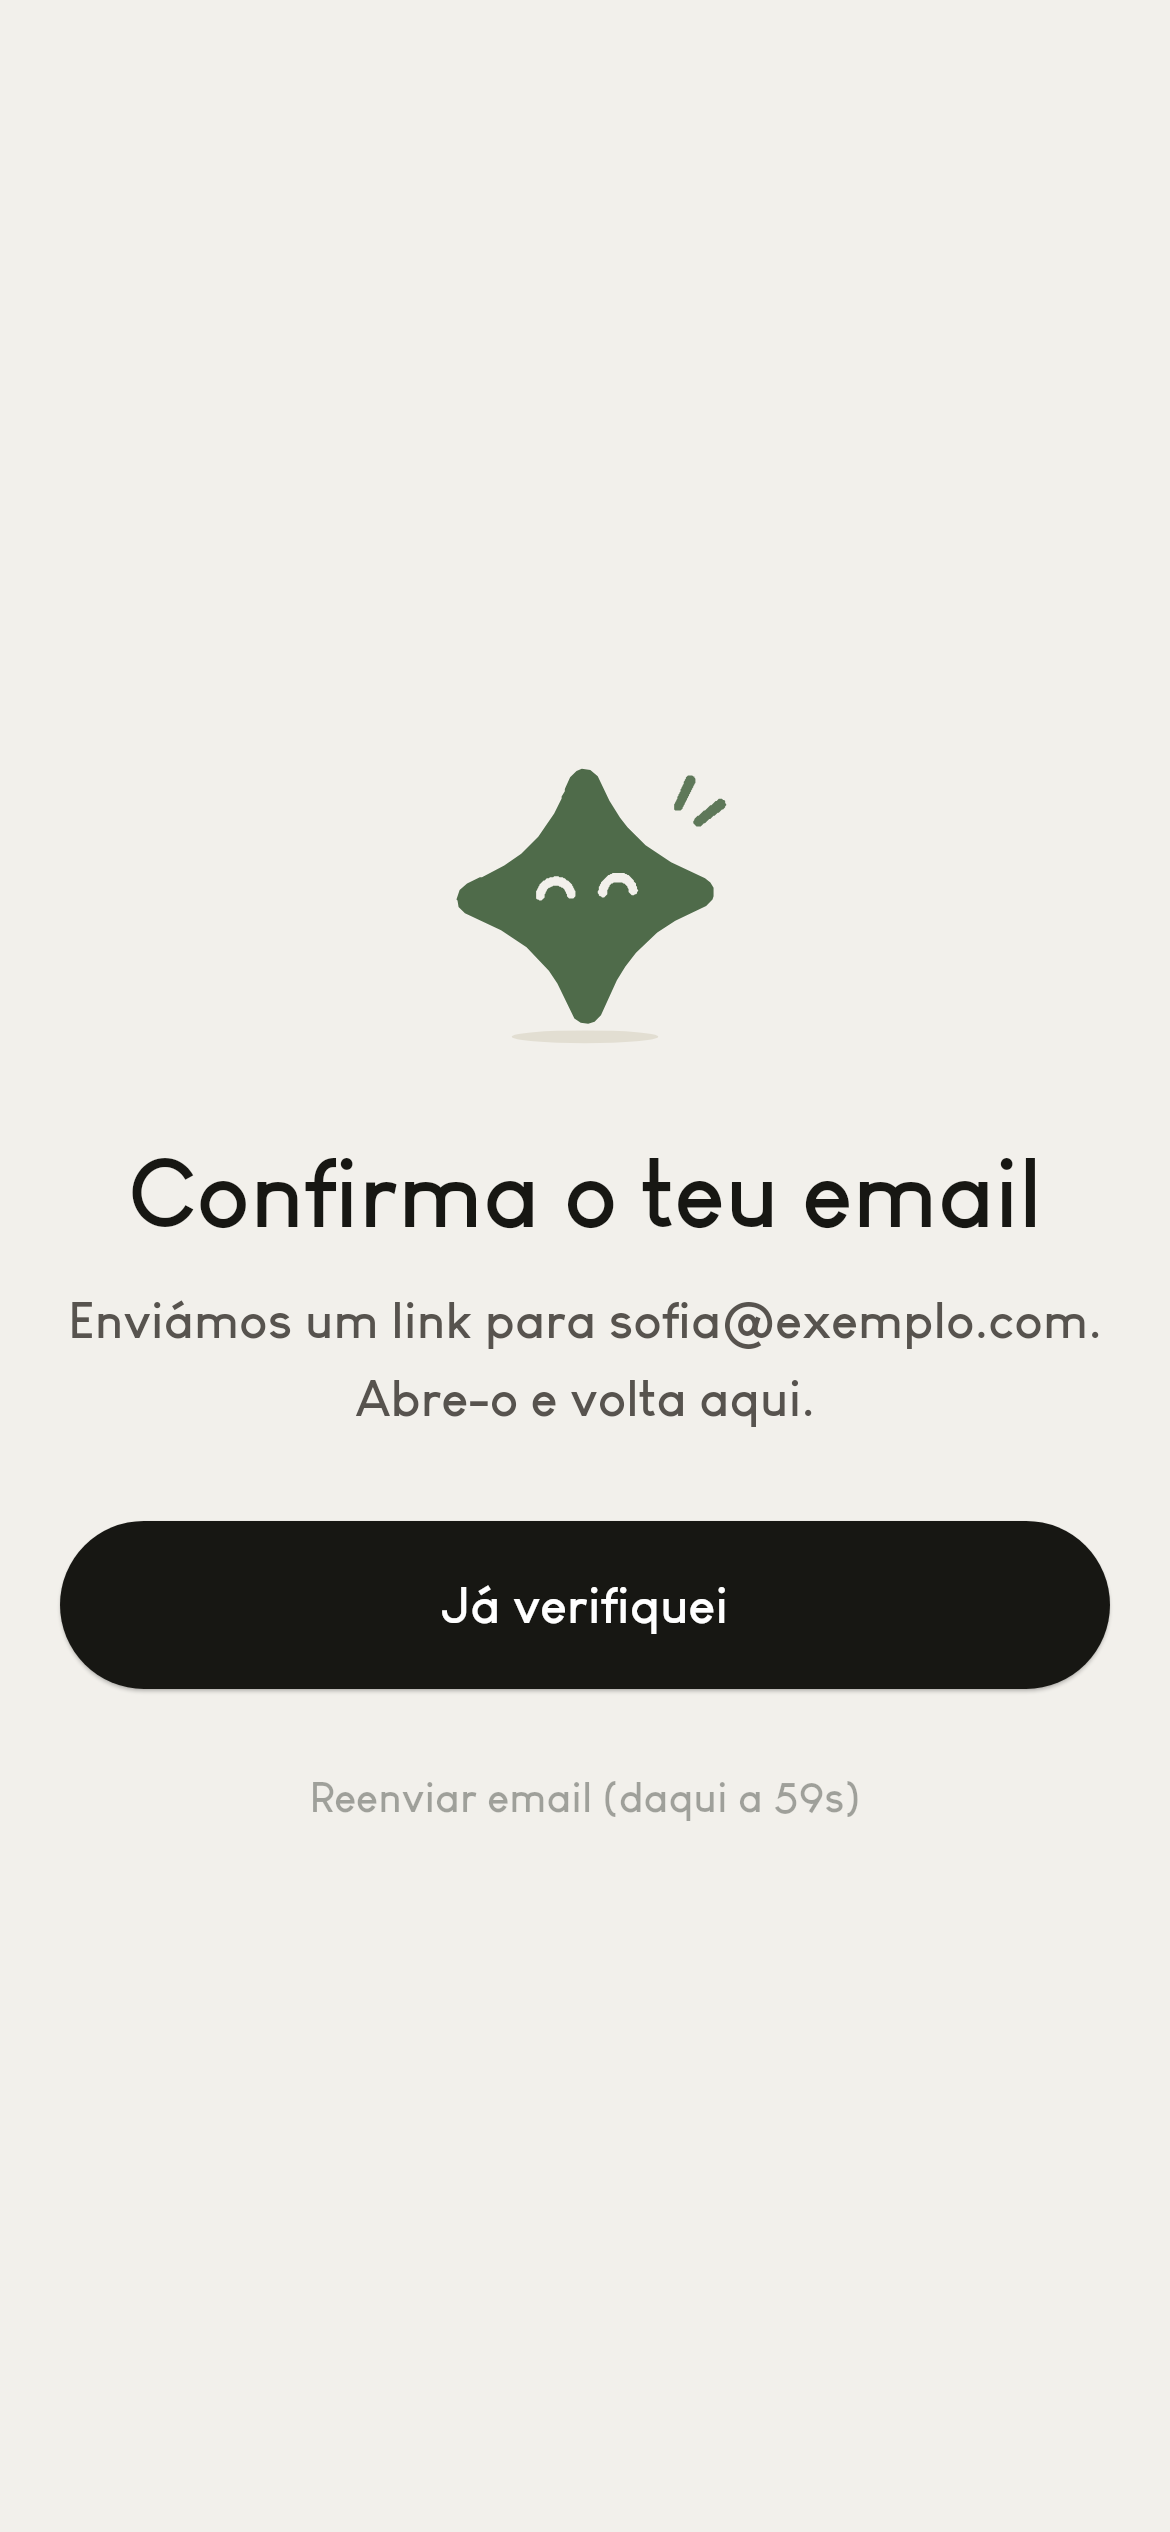 Confirma o teu email
Enviámos um link para sofia@exemplo.com.
Abre-o e volta aqui.
Já verifiquei
Reenviar email (daqui a 59s)